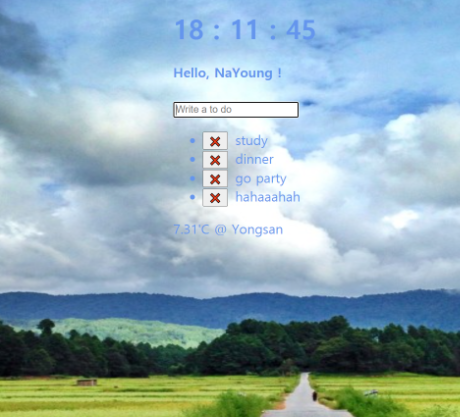 18 : 11 : 45
Hello, NaYoung !
Write a to do
study
dinner
go party
hahaaahah
7.31°C @ Yongsan